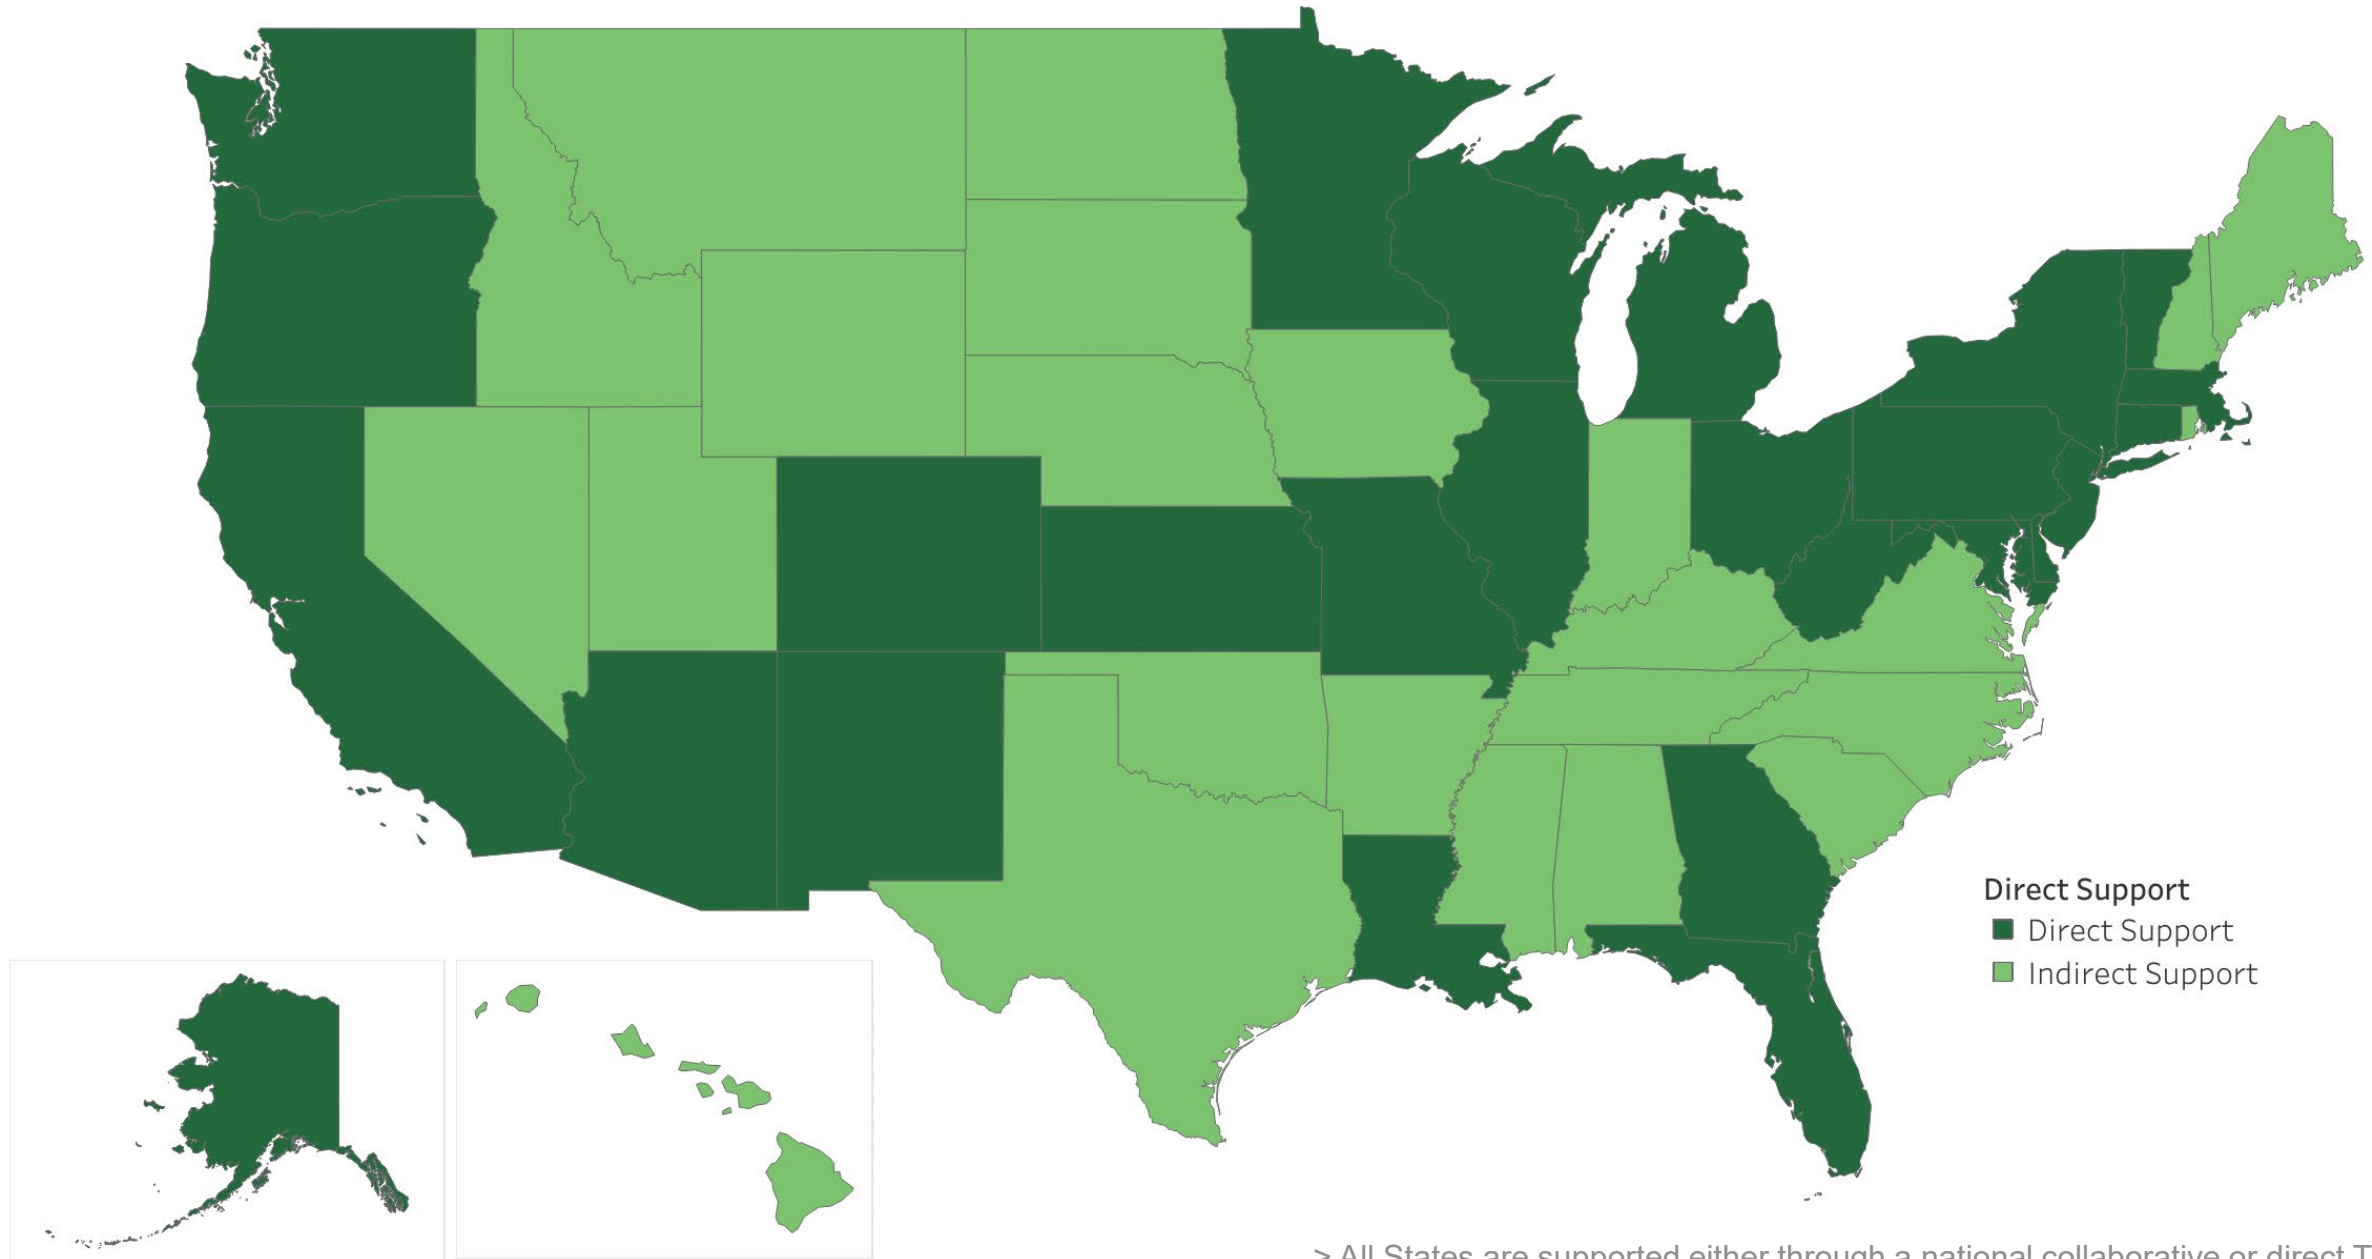 Direct Support
Direct Support
Indirect Support
> All States are supported either through a national collaborative or direct